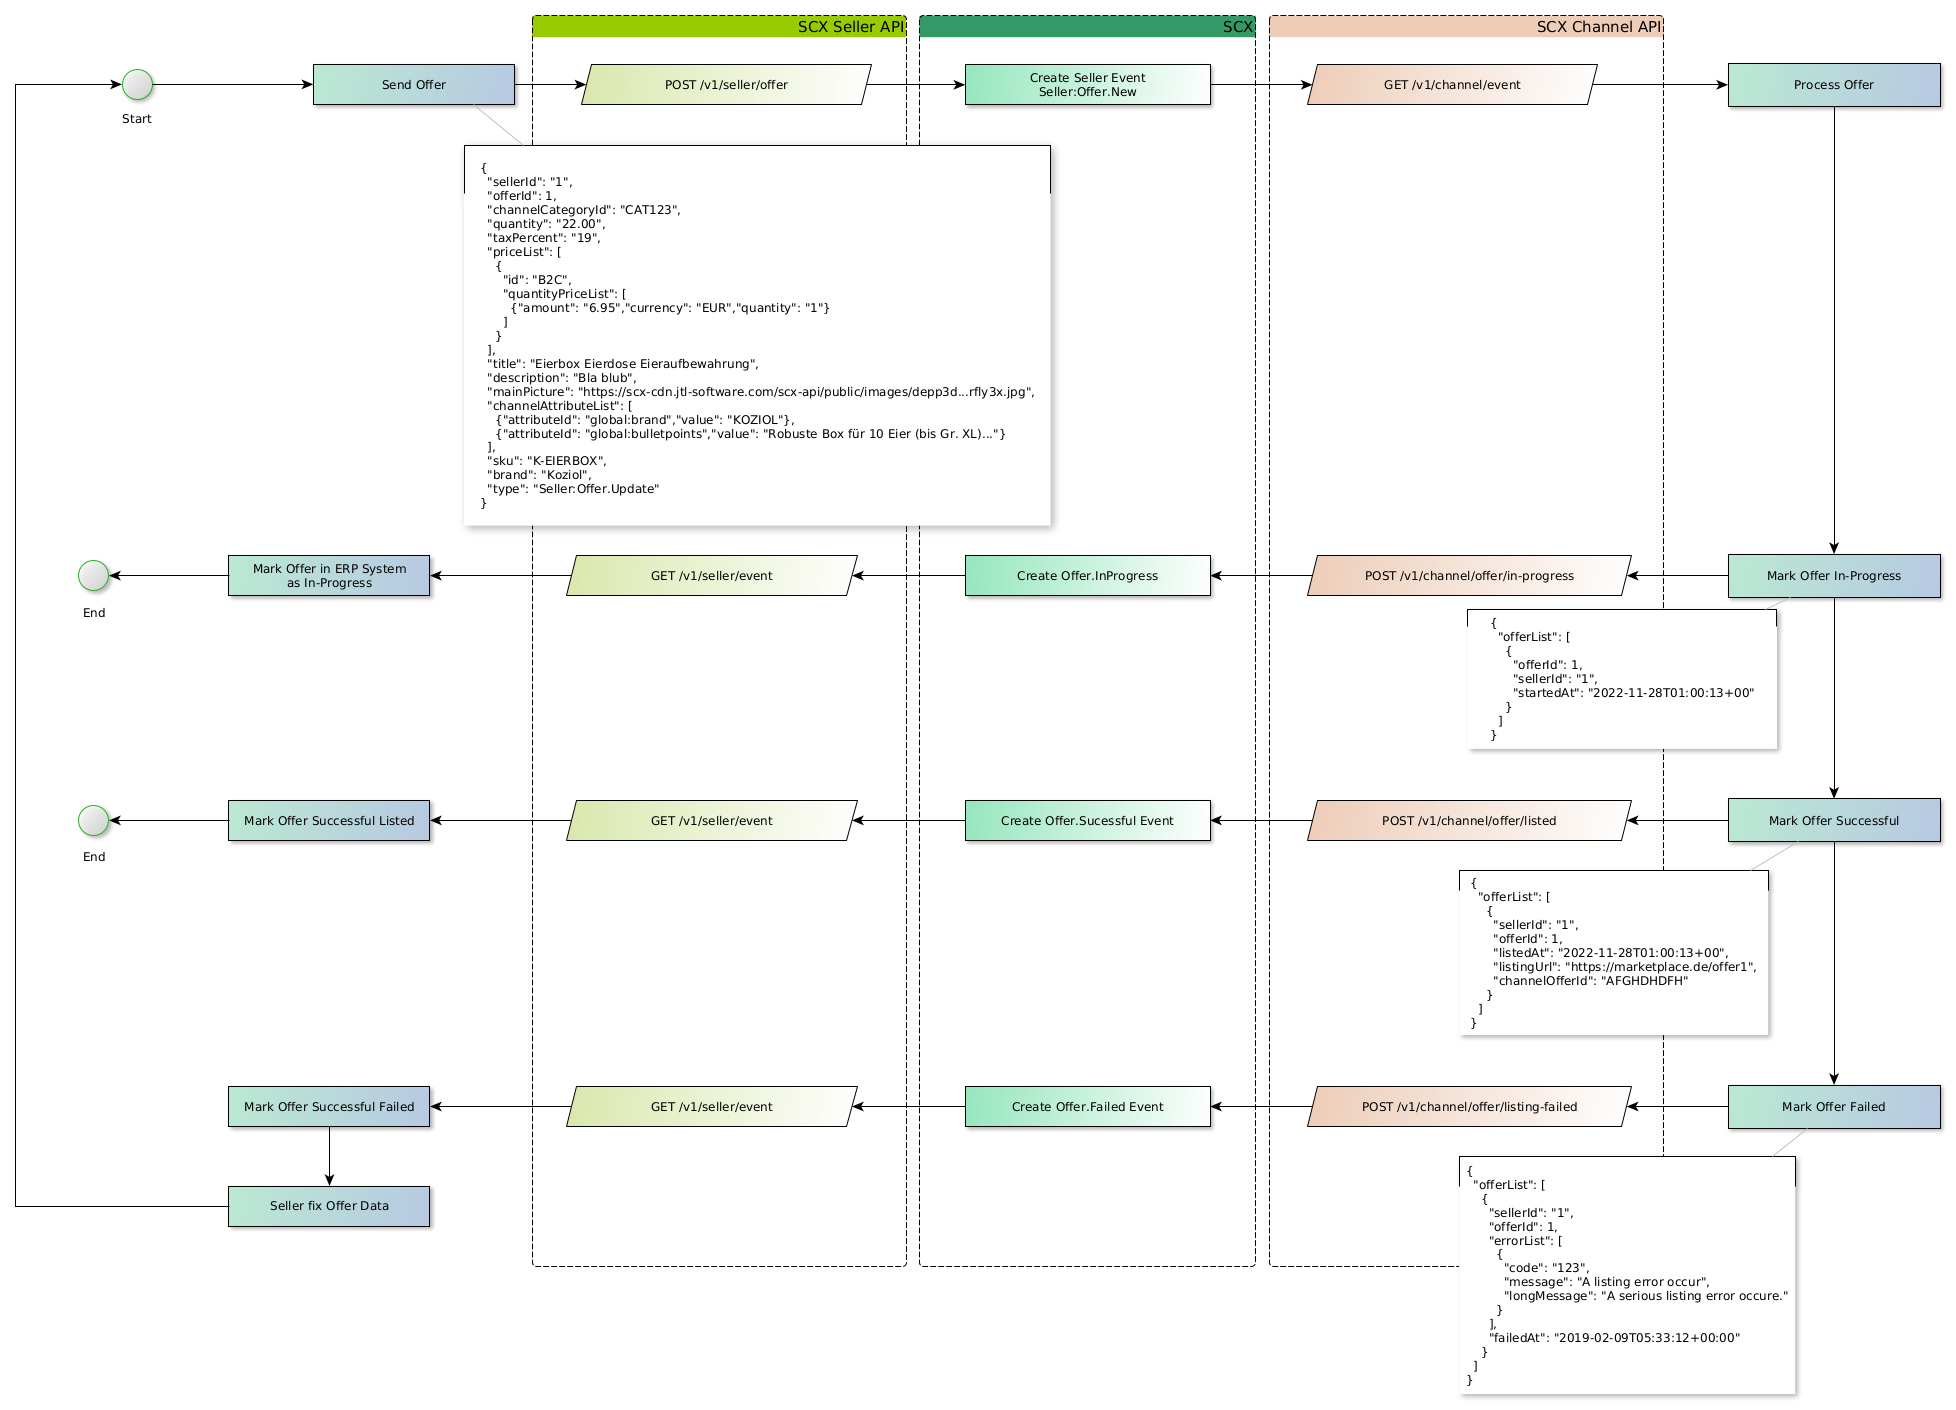 SCX Seller API
SCX
SCX Channel API
Start
Send Offer
POST /v1/seller/offer
Create Seller Event
Seller:Offer.New
GET /v1/channel/event
Process Offer
{
"sellerId": "1",
"offerId": 1,
"channelCategoryId": "CAT123",
"quantity": "22.00",
"taxPercent": "19",
"priceList": [
{
"id": "B2C",
"quantityPriceList": [
{"amount": "6.95","currency": "EUR","quantity": "1"}
]
}
],
"title": "Eierbox Eierdose Eieraufbewahrung",
"description": "Bla blub",
"mainPicture": "https://scx-cdn.jtl-software.com/scx-api/public/images/depp3d...rfly3x.jpg",
"channelAttributeList": [
{"attributeId": "global:brand","value": "KOZIOL"},
{"attributeId": "global:bulletpoints","value": "Robuste Box für 10 Eier (bis Gr. XL)..."}
],
"sku": "K-EIERBOX",
"brand": "Koziol",
"type": "Seller:Offer.Update"
}
End
Mark Offer in ERP System
as In-Progress
GET /v1/seller/event
Create Offer.InProgress
POST /v1/channel/offer/in-progress
Mark Offer In-Progress
{
"offerList": [
{
"offerId": 1,
"sellerId": "1",
"startedAt": "2022-11-28T01:00:13+00"
}
]
}
End
Mark Offer Successful Listed
GET /v1/seller/event
Create Offer.Sucessful Event
POST /v1/channel/offer/listed
Mark Offer Successful
{
"offerList": [
{
"sellerId": "1",
"offerId": 1,
"listedAt": "2022-11-28T01:00:13+00",
"listingUrl": "https://marketplace.de/offer1",
"channelOfferId": "AFGHDHDFH"
}
]
}
Mark Offer Successful Failed
GET /v1/seller/event
Create Offer.Failed Event
POST /v1/channel/offer/listing-failed
Mark Offer Failed
Seller fix Offer Data
{
"offerList": [
{
"sellerId": "1",
"offerId": 1,
"errorList": [
{
"code": "123",
"message": "A listing error occur",
"longMessage": "A serious listing error occure."
}
],
"failedAt": "2019-02-09T05:33:12+00:00"
}
]
}